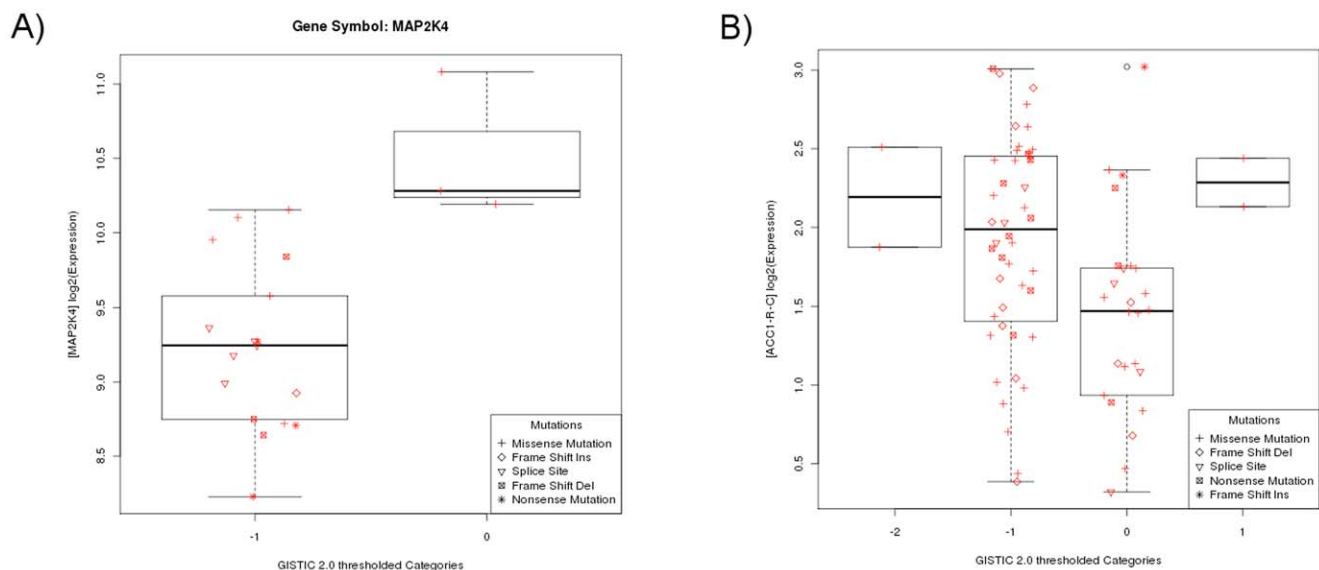 A)
Gene Symbol: MAP2K4
[MAP2K4] log2(Expression)
11.0
10.5
10.0
9.5
9.0
8.5
-1
0
GISTIC 2.0 thresholded Categories
Mutations
Missense Mutation
Frame Shift Ins
Splice Site
Frame Shift Del
Nonsense Mutation
B)
[ACC1-R-C] log2(Expression)
3.0
2.5
2.0
1.5
1.0
0.5
-2
-1
0
1
GISTIC 2.0 thresholded Categories
Mutations
Missense Mutation
Frame Shift Del
Splice Site
Nonsense Mutation
Frame Shift Ins